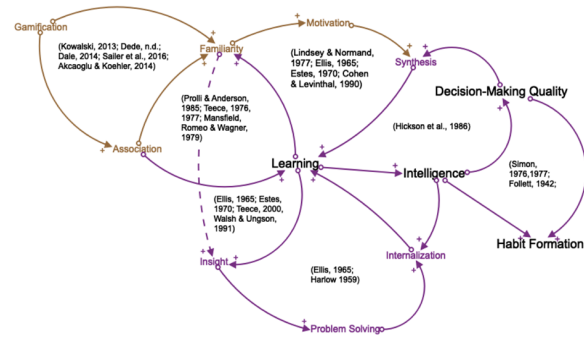 Gamification
Motivation
(Kowalski, 2013; Dede, n.d.;
Dale, 2014; Sailer et al., 2016;
Akcaoglu & Koehler, 2014)
Familiarity
(Lindsey & Normand,
1977; Ellis, 1965;
Estes, 1970; Cohen
& Levinthal, 1990)
Synthesis
Decision-Making Quality
(Prolli & Anderson,
1985; Teece, 1976,
1977; Mansfield,
Romeo & Wagner,
1979)
(Hickson et al., 1986)
Association
Learning
Intelligence
(Simon,
1976,1977;
Follett, 1942;
(Ellis, 1965; Estes,
1970; Teece, 2000,
Walsh & Ungson,
1991)
Habit Formation
Insight
Internalization
(Ellis, 1965;
Harlow 1959)
Problem Solving